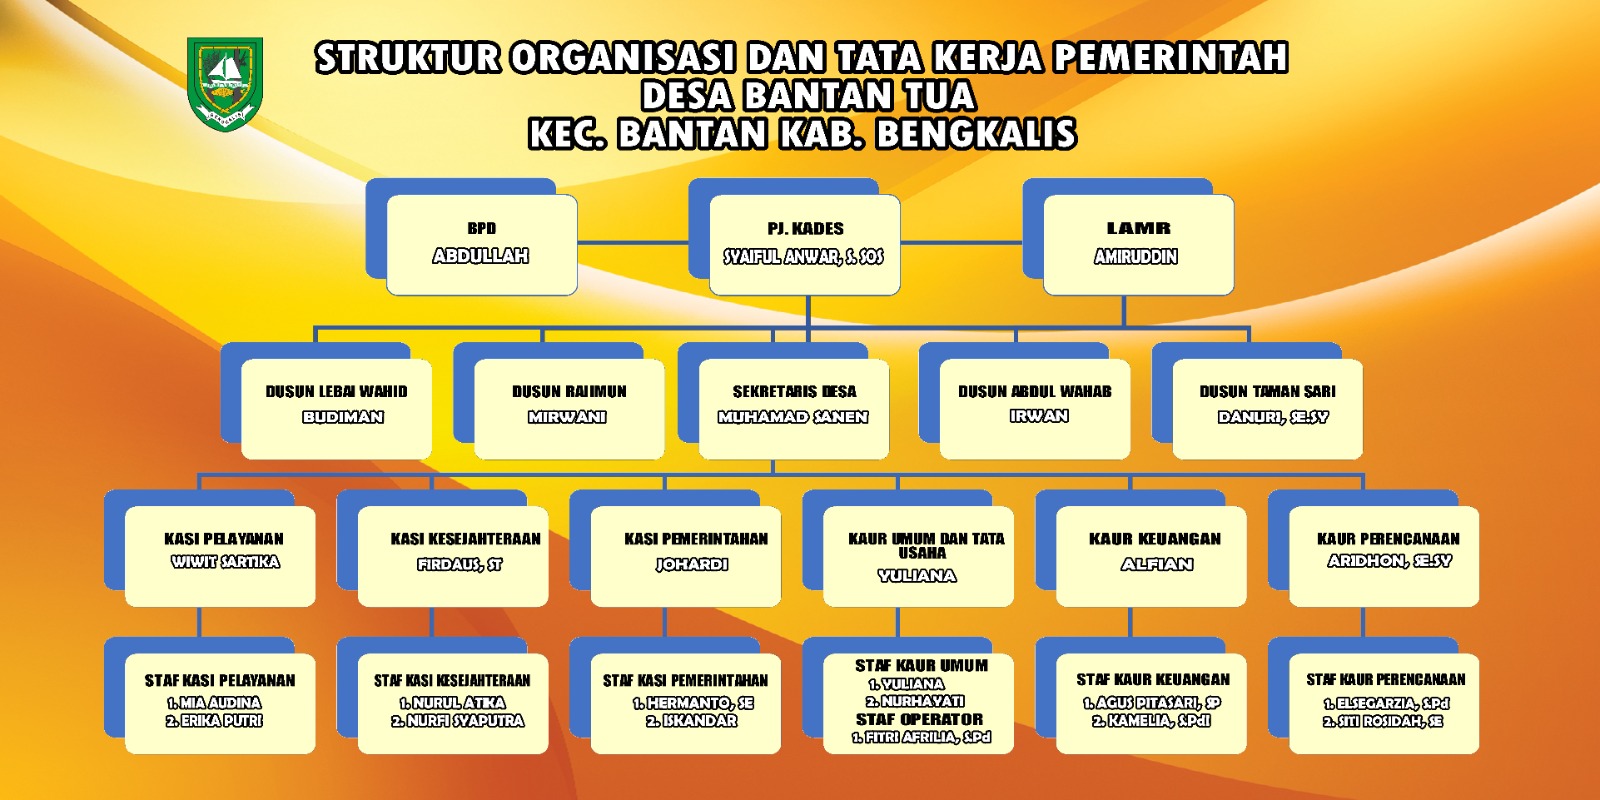 STRUKTUR ORGANISASI DAN TATA KERJA PEMERINTAH
DESA BANTAN TUA
KEC. BANTAN KAB. BENGKALIS
BENGKALIS
BPD
ABDULLAH
PJ. KADES
SYAIFUL ANWAR, S. SOS
LAMR
AMIRUDDIN
DUSUN LEBAI WAHID
BUDIMAN
DUSUN RAIIMUN
MIRWANI
SEKRETARIS DESA
MUHAMAD SANEN
DUSUN ABDUL WAHAB
IRWAN
DUSUN TAMAN SARI
DANURI, SE.SY
KASI PELAYANAN
WIWIT SARTIKA
KASI KESEJAHTERAAN
FIRDAUS, ST
KASI PEMERINTAHAN
JOHARDI
KAUR UMUM DAN TATA
USAHA
YULIANA
KAUR KEUANGAN
ALFIAN
KAUR PERENCANAAN
ARIDHON, SE.SY
STAF KASI PELAYANAN
1. MIA AUDINA
2. ERIKA PUTRI
STAF KASI KESEJAHTERAAN
1. NURUL ATIKA
2. NURFI SYAPUTRA
STAF KASI PEMERINTAHAN
1. HERMANTO, SE
2. ISKANDAR
STAF KAUR UMUM
1. YULIANA
2. NURHAYATI
STAF OPERATOR
1. FITRI AFRILIA, S.Pd
STAF KAUR KEUANGAN
1. AGUS PITASARI, SP
2. KAMELIA, S.PdI
STAF KAUR PERENCANAAN
1. ELSEGARZIA, S.Pd
2. SITI ROSIDAH, SE